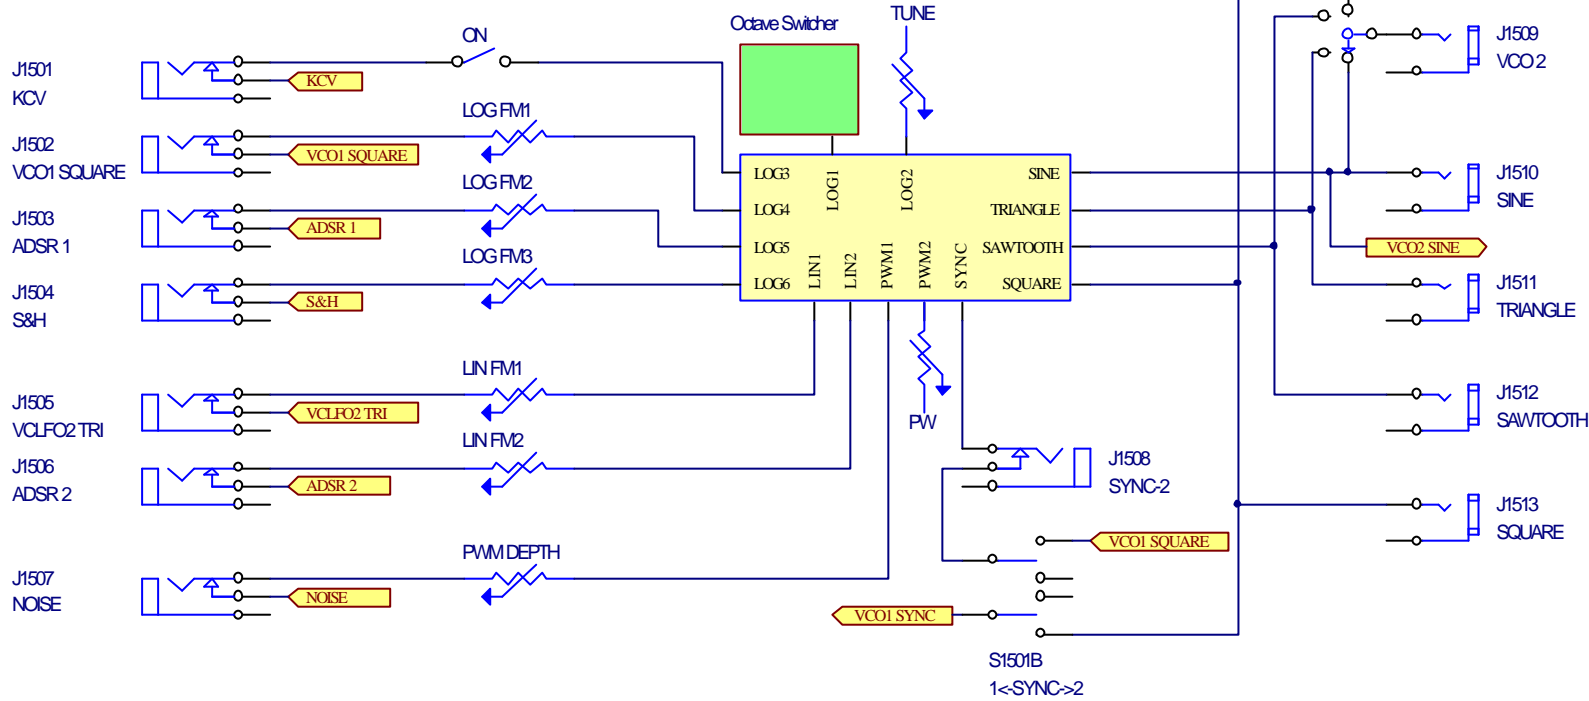 TUNE
Octave Switcher
ON
J1501
KCV
KCV
J1509
VCO 2
LOG FM1
J1502
VCO1 SQUARE
VCO1 SQUARE
LOG FM2
J1503
ADSR 1
ADSR 1
LOG FM3
J1504
S&H
S&H
LOG3
LOG4
LOG5
LOG6
LOG1
LOG2
LIN1
LIN2
PWM1
PWM2
SYNC
SINE
TRIANGLE
SAWTOOTH
SQUARE
J1510
SINE
VCO2 SINE
J1511
TRIANGLE
LIN FM1
J1505
VCLFO2 TRI
VCLFO2 TRI
PW
J1512
SAWTOOTH
LIN FM2
J1506
ADSR 2
ADSR 2
J1508
SYNC-2
J1513
SQUARE
PWM DEPTH
J1507
NOISE
NOISE
VCO1 SQUARE
VCO1 SYNC
S1501B
1<-SYNC->2